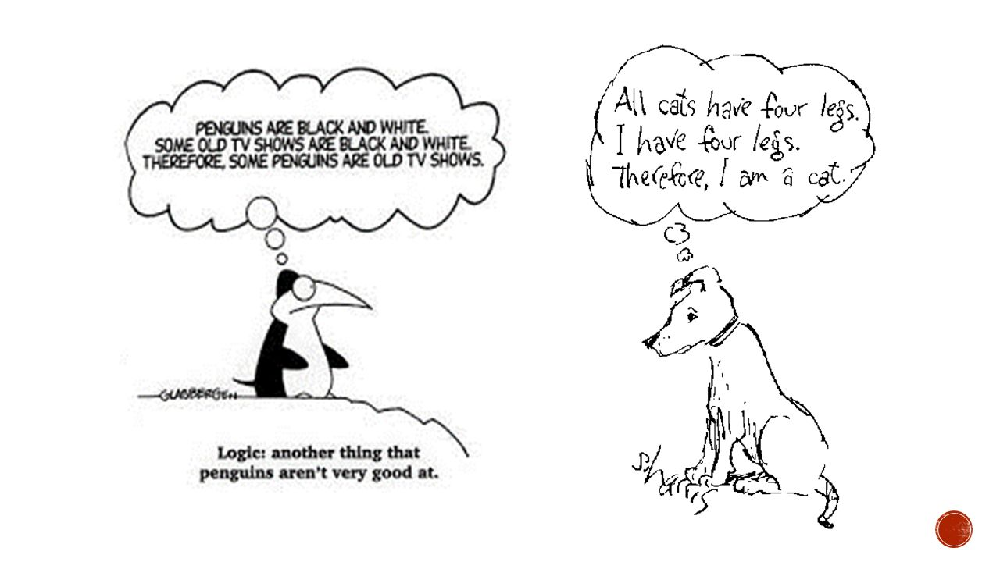 PENGUINS ARE BLACK AND WHITE.
SOME OLD TV SHOWS ARE BLACK AND WHITE.
THEREFORE, SOME PENGUINS ARE OLD TV SHOWS.
GLASBERGEN
Logic: another thing that
penguins aren't very good at.
All cats have four legs.
I have four legs.
Therefore, I am a cat.